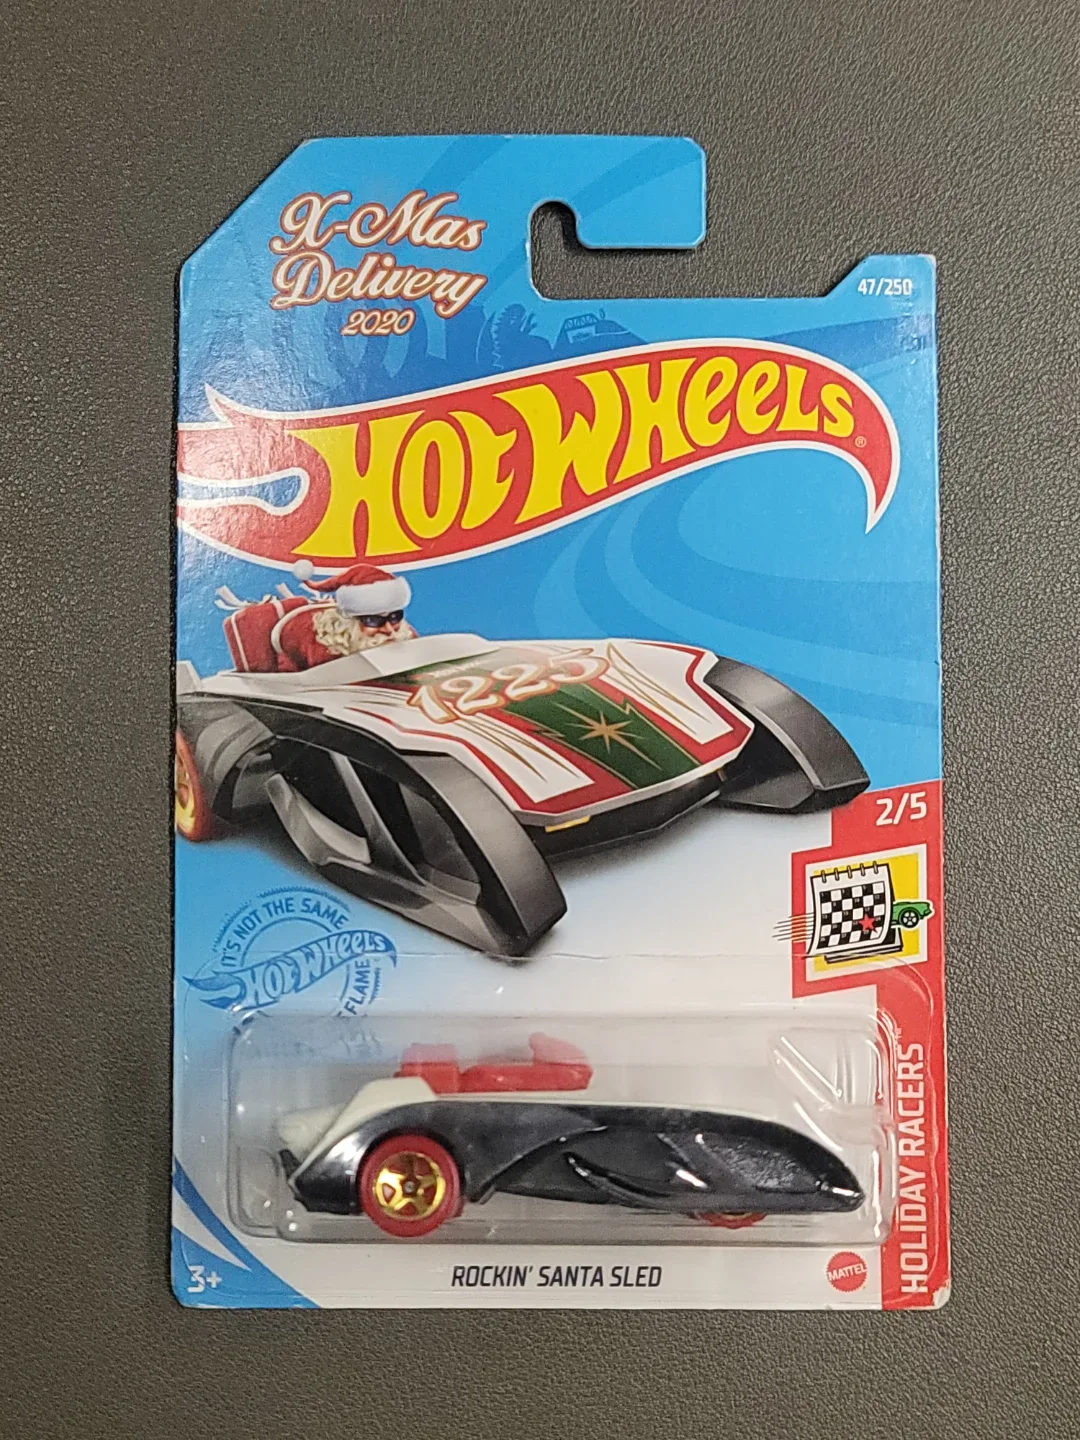 X-Mas
Delivery
2020
47/250
HOT WHEELS ®
1225
2/5
IT'S NOT THE SAME
HOT WHEELS
FLAME
HOLIDAY RACERS™
3+
ROCKIN' SANTA SLED
MATTEL